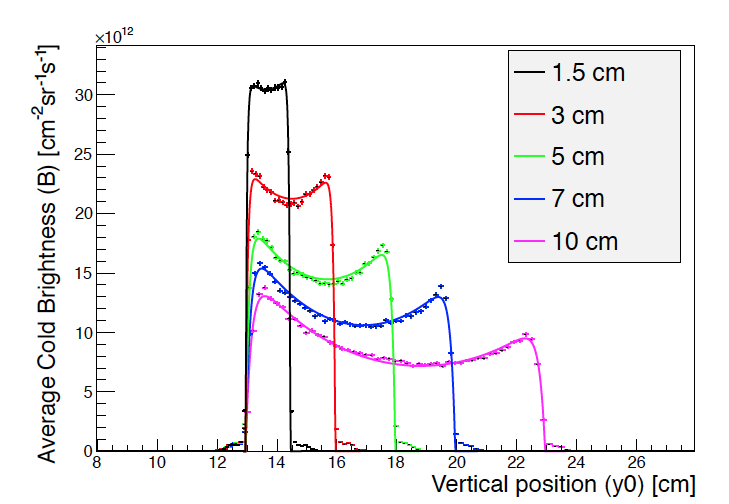 ×10¹²
Average Cold Brightness (B) [cm⁻²sr⁻¹s⁻¹]
30
25
20
15
10
5
0
8 10 12 14 16 18 20 22 24 26
Vertical position (y0) [cm]
1.5 cm
3 cm
5 cm
7 cm
10 cm